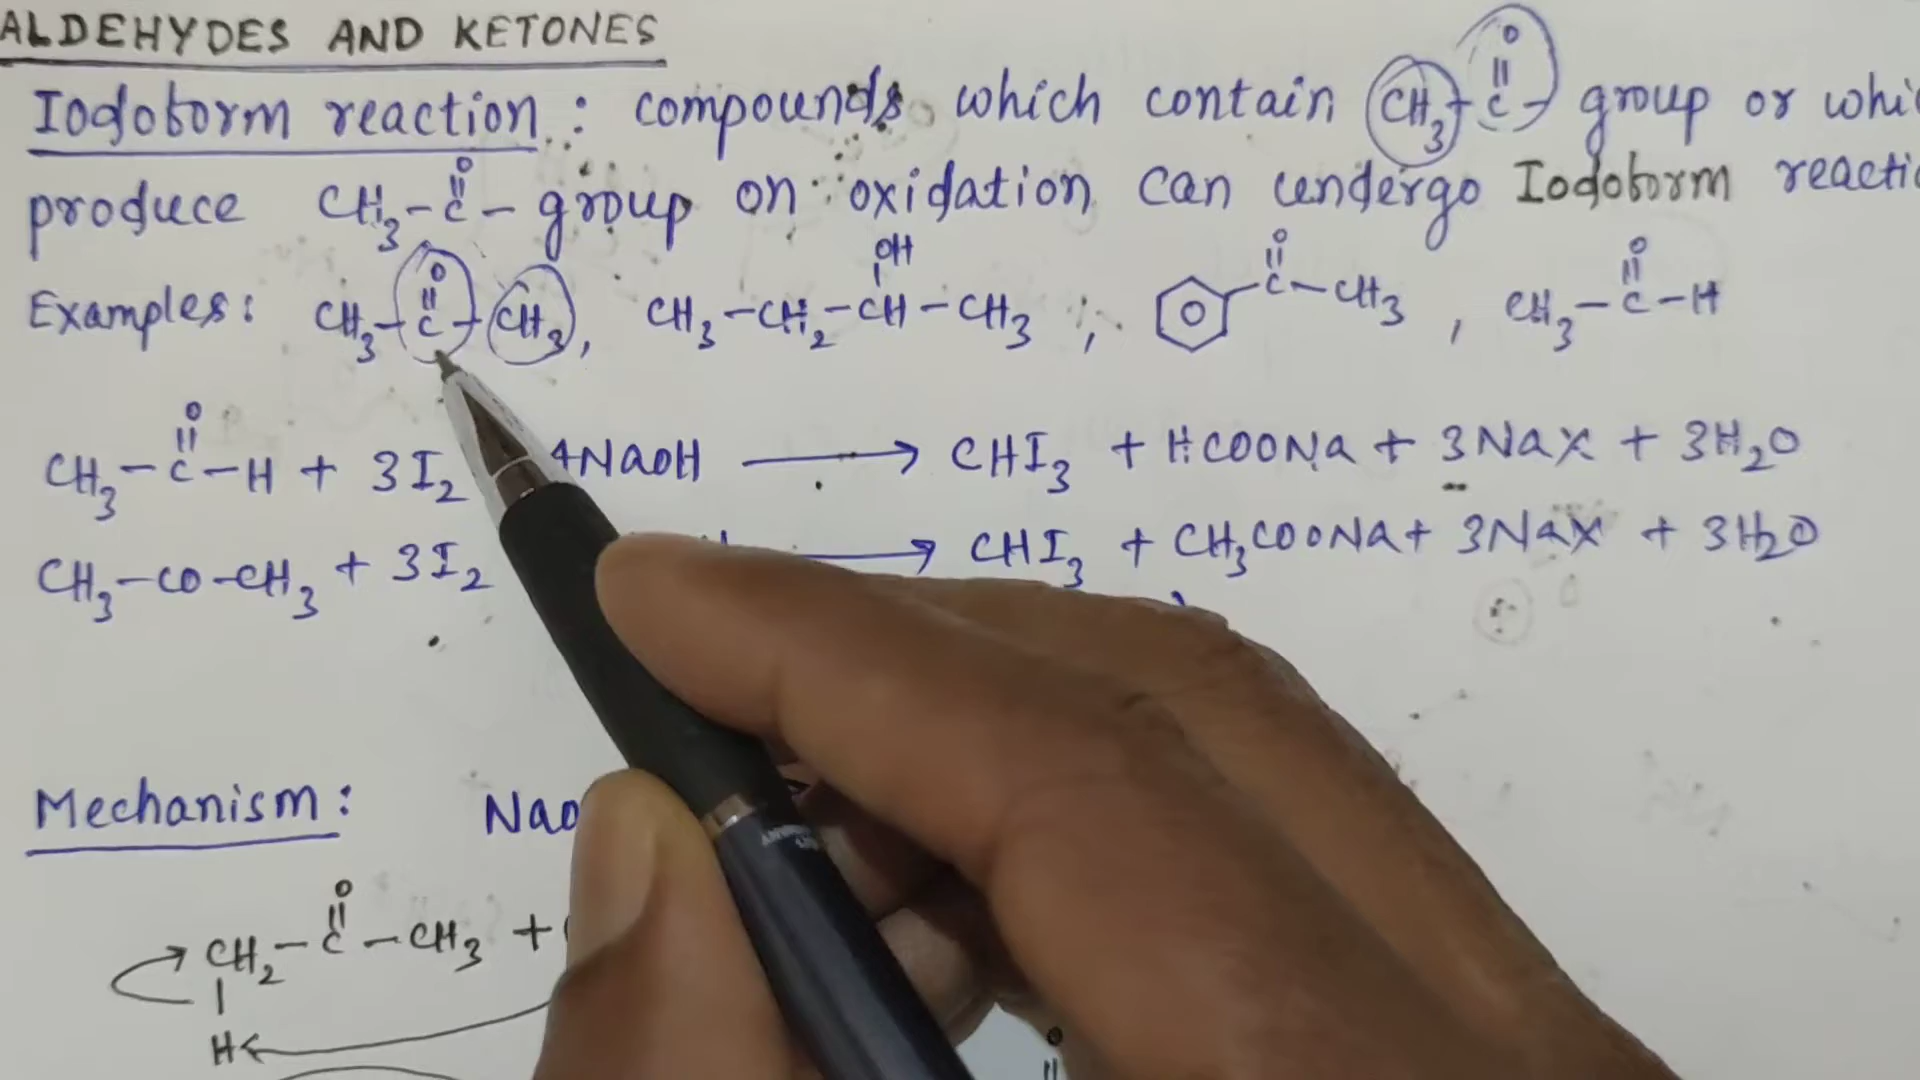 ALDEHYDES AND KETONES
Iodoform reaction : compounds which contain CH3-C- group or whi
O
||
produce CH3-C- group on oxidation can undergo Iodoform reactio
O
||
Examples: CH3-C-CH3, CH3-CH2-CH-CH3, C-CH3, CH3-C-H
O
||
OH
|
O
||
O
||
CH3-C-H + 3I2 4NaOH ⟶ CHI3 + HCOONa + 3NaX + 3H2O
O
||
CH3-CO-CH3 + 3I2 ⟶ CHI3 + CH3COONa + 3NaX + 3H2O
Mechanism: Nao
O
||
CH2-C-CH3 +
|
H